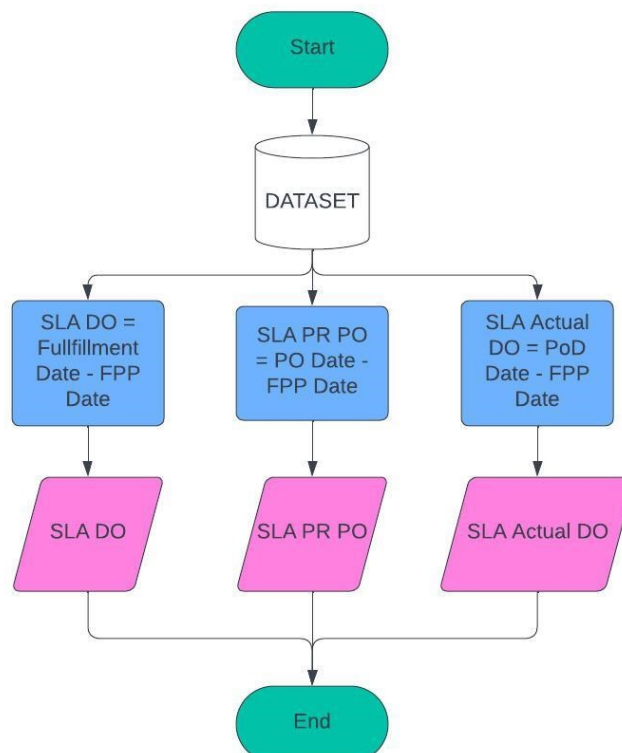 Start
DATASET
SLA DO =
Fullfillment
Date - FPP
Date
SLA PR PO
= PO Date -
FPP Date
SLA Actual
DO = PoD
Date - FPP
Date
SLA DO
SLA PR PO
SLA Actual DO
End